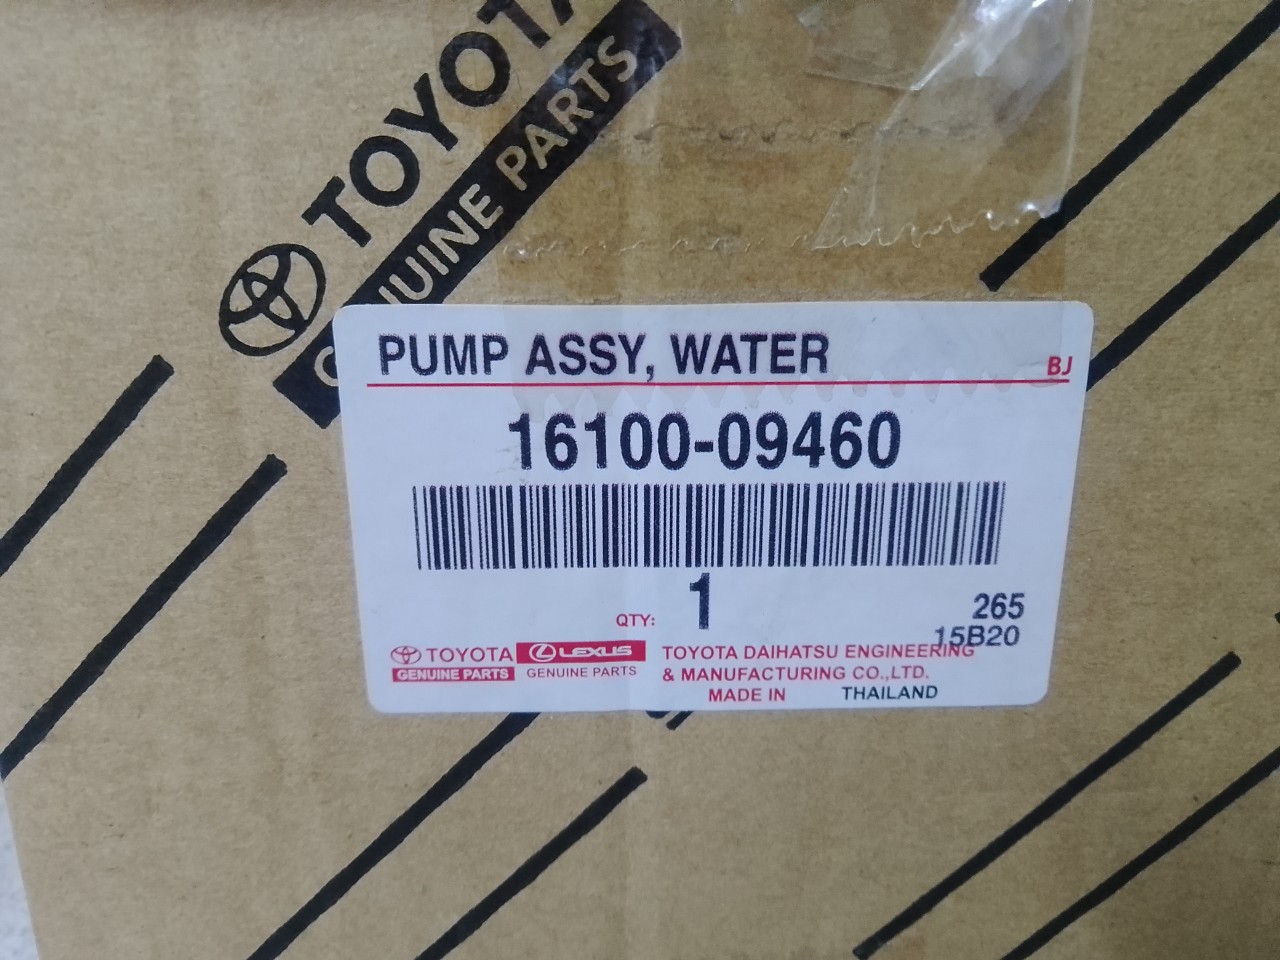 TOYOTA
GENUINE PARTS
PUMP ASSY, WATER
BJ
16100-09460
QTY: 1
265
15B20
TOYOTA LEXUS
GENUINE PARTS GENUINE PARTS
TOYOTA DAIHATSU ENGINEERING
& MANUFACTURING CO.,LTD.
MADE IN THAILAND